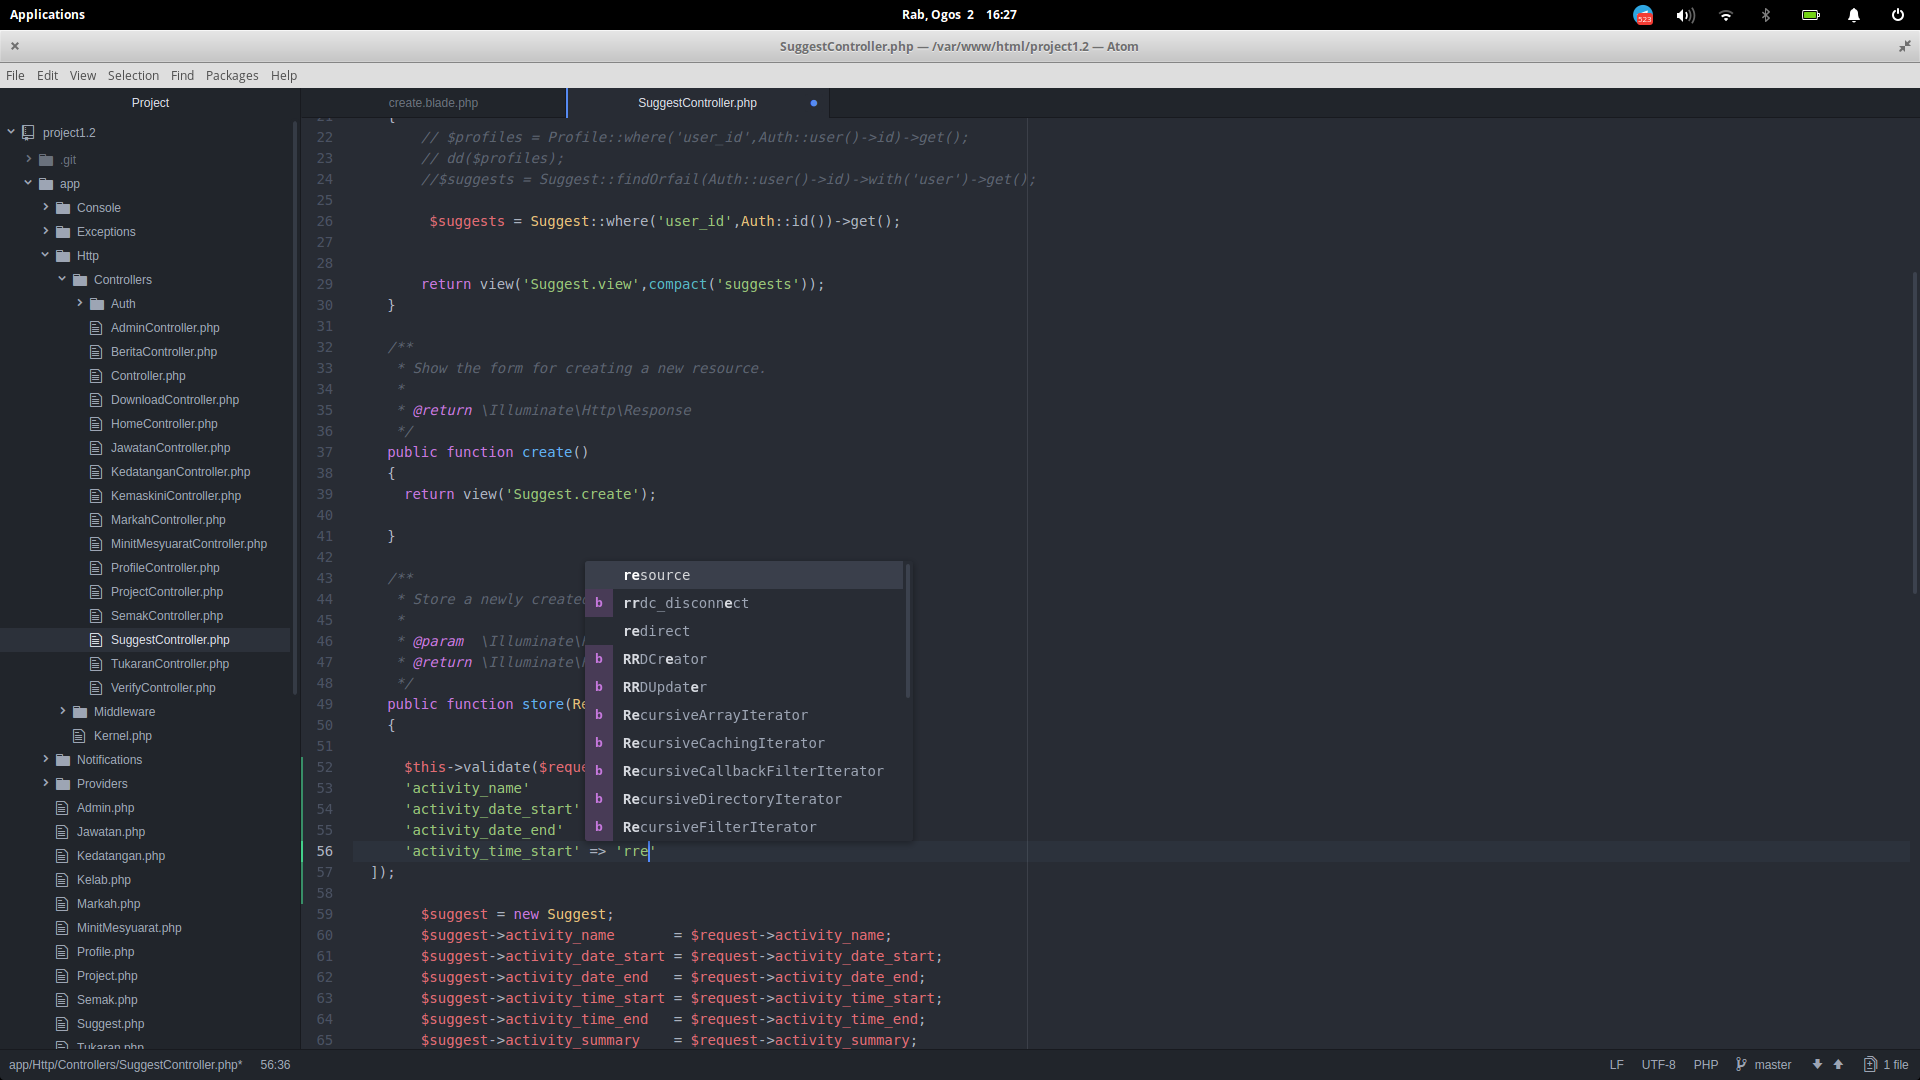 Applications
Rab, Ogos 2 16:27
523
SuggestController.php — /var/www/html/project1.2 — Atom
File Edit View Selection Find Packages Help
Project
create.blade.php
SuggestController.php
project1.2
.git
app
Console
Exceptions
Http
Controllers
Auth
AdminController.php
BeritaController.php
Controller.php
DownloadController.php
HomeController.php
JawatanController.php
KedatanganController.php
KemaskiniController.php
MarkahController.php
MinitMesyuaratController.php
ProfileController.php
ProjectController.php
SemakController.php
SuggestController.php
TukaranController.php
VerifyController.php
Middleware
Kernel.php
Notifications
Providers
Admin.php
Jawatan.php
Kedatangan.php
Kelab.php
Markah.php
MinitMesyuarat.php
Profile.php
Project.php
Semak.php
Suggest.php
Tukaran.php
21 {
22 // $profiles = Profile::where('user_id',Auth::user()->id)->get();
23 // dd($profiles);
24 //$suggests = Suggest::findOrfail(Auth::user()->id)->with('user')->get();
25
26 $suggests = Suggest::where('user_id',Auth::id())->get();
27
28
29 return view('Suggest.view',compact('suggests'));
30 }
31
32 /**
33 * Show the form for creating a new resource.
34 *
35 * @return \Illuminate\Http\Response
36 */
37 public function create()
38 {
39 return view('Suggest.create');
40
41 }
42
43 /**
44 * Store a newly created
45 *
46 * @param \Illuminate\
47 * @return \Illuminate\
48 */
49 public function store(Re
50 {
51
52 $this->validate($reque
53 'activity_name'
54 'activity_date_start'
55 'activity_date_end'
56 'activity_time_start' => 'rre'
57 ]);
58
59 $suggest = new Suggest;
60 $suggest->activity_name = $request->activity_name;
61 $suggest->activity_date_start = $request->activity_date_start;
62 $suggest->activity_date_end = $request->activity_date_end;
63 $suggest->activity_time_start = $request->activity_time_start;
64 $suggest->activity_time_end = $request->activity_time_end;
65 $suggest->activity_summary = $request->activity_summary;
resource
b rrdc_disconnect
redirect
b RRDCreator
b RRDUpdater
b RecursiveArrayIterator
b RecursiveCachingIterator
b RecursiveCallbackFilterIterator
b RecursiveDirectoryIterator
b RecursiveFilterIterator
app/Http/Controllers/SuggestController.php* 56:36
LF UTF-8 PHP master 1 file